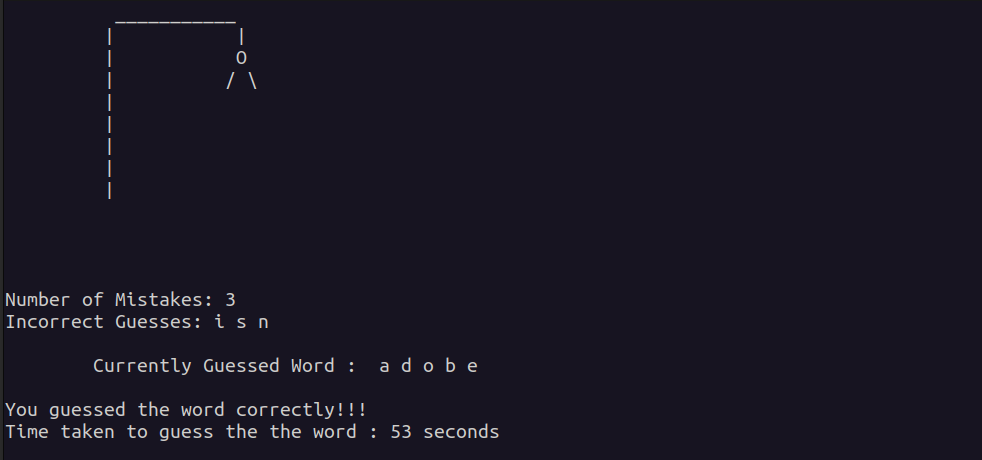 Number of Mistakes: 3
Incorrect Guesses: i s n
Currently Guessed Word :  a d o b e
You guessed the word correctly!!!
Time taken to guess the the word : 53 seconds